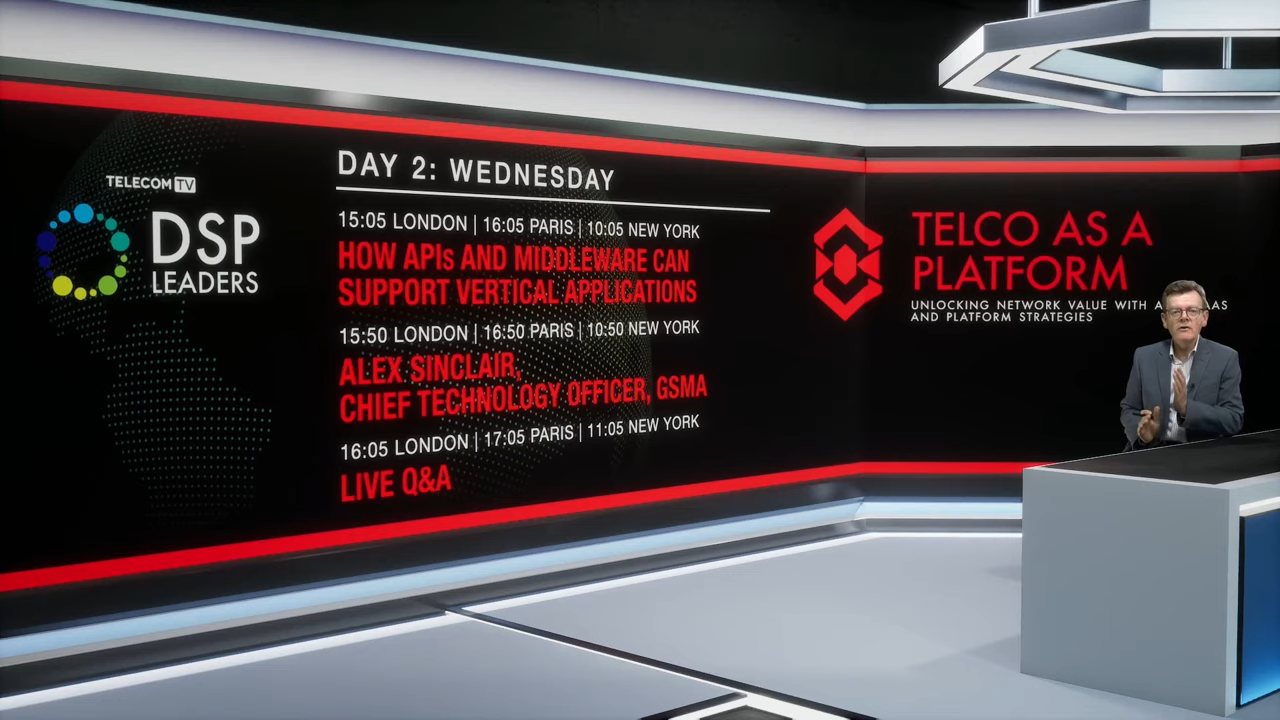 TELECOMTV
DSP
LEADERS
DAY 2: WEDNESDAY
15:05 LONDON | 16:05 PARIS | 10:05 NEW YORK
HOW APIs AND MIDDLEWARE CAN
SUPPORT VERTICAL APPLICATIONS
15:50 LONDON | 16:50 PARIS | 10:50 NEW YORK
ALEX SINCLAIR,
CHIEF TECHNOLOGY OFFICER, GSMA
16:05 LONDON | 17:05 PARIS | 11:05 NEW YORK
LIVE Q&A
TELCO AS A
PLATFORM
UNLOCKING NETWORK VALUE WITH
AND PLATFORM STRATEGIES